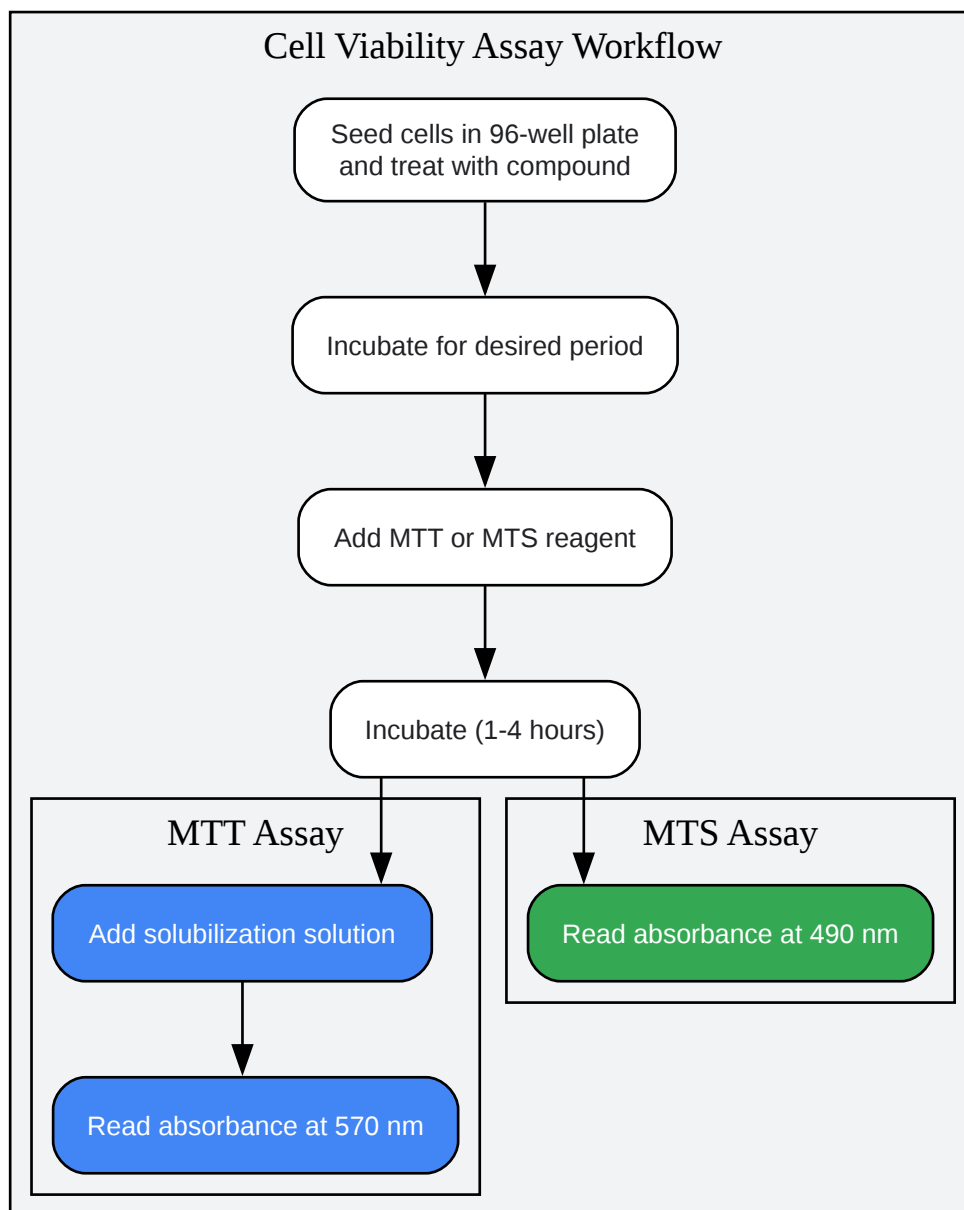 Cell Viability Assay Workflow
Seed cells in 96-well plate
and treat with compound
Incubate for desired period
Add MTT or MTS reagent
Incubate (1-4 hours)
MTT Assay
Add solubilization solution
Read absorbance at 570 nm
MTS Assay
Read absorbance at 490 nm